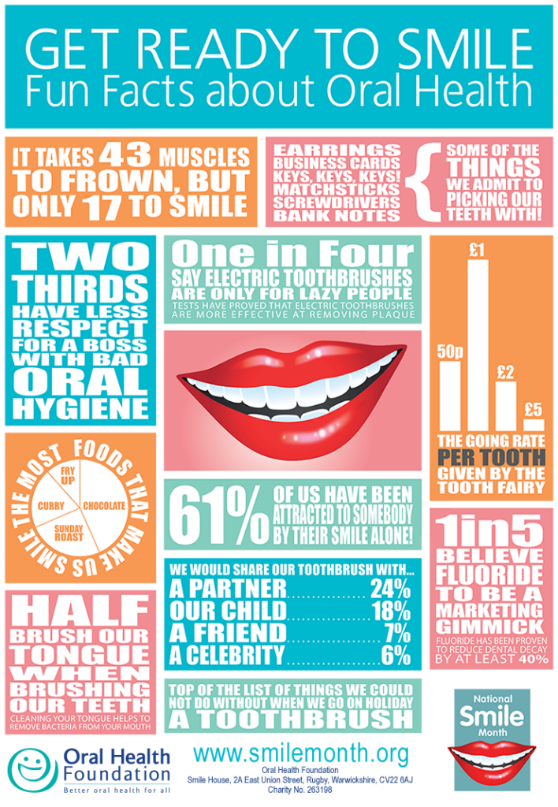 GET READY TO SMILE
Fun Facts about Oral Health
IT TAKES 43 MUSCLES
TO FROWN, BUT
ONLY 17 TO SMILE
EARRINGS
BUSINESS CARDS
KEYS, KEYS, KEYS!
MATCHSTICKS
SCREWDRIVERS
BANK NOTES
{
SOME OF THE
THINGS
WE ADMIT TO
PICKING OUR
TEETH WITH!
TWO
THIRDS
HAVE LESS
RESPECT
FOR A BOSS
WITH BAD
ORAL
HYGIENE
One in Four
SAY ELECTRIC TOOTHBRUSHES
ARE ONLY FOR LAZY PEOPLE
TESTS HAVE PROVED THAT ELECTRIC TOOTHBRUSHES
ARE MORE EFFECTIVE AT REMOVING PLAQUE
£1
50p
£2
£5
THE GOING RATE
PER TOOTH
GIVEN BY THE
TOOTH FAIRY
THE MOST FOODS THAT MAKE US SMILE
FRY
UP
CURRY
CHOCOLATE
SUNDAY
ROAST
61%
OF US HAVE BEEN
ATTRACTED TO SOMEBODY
BY THEIR SMILE ALONE!
WE WOULD SHARE OUR TOOTHBRUSH WITH...
A PARTNER 24%
OUR CHILD 18%
A FRIEND 7%
A CELEBRITY 6%
1in5
BELIEVE
FLUORIDE
TO BE A
MARKETING
GIMMICK
FLUORIDE HAS BEEN PROVEN
TO REDUCE DENTAL DECAY
BY AT LEAST 40%
HALF
BRUSH OUR
TONGUE
WHEN
BRUSHING
OUR TEETH
CLEANING YOUR TONGUE HELPS TO
REMOVE BACTERIA FROM YOUR MOUTH
TOP OF THE LIST OF THINGS WE COULD
NOT DO WITHOUT WHEN WE GO ON HOLIDAY
A TOOTHBRUSH
National
Smile
Month
Oral Health
Foundation
Better oral health for all
www.smilemonth.org
Oral Health Foundation
Smile House, 2A East Union Street, Rugby, Warwickshire, CV22 6AJ
Charity No. 263198